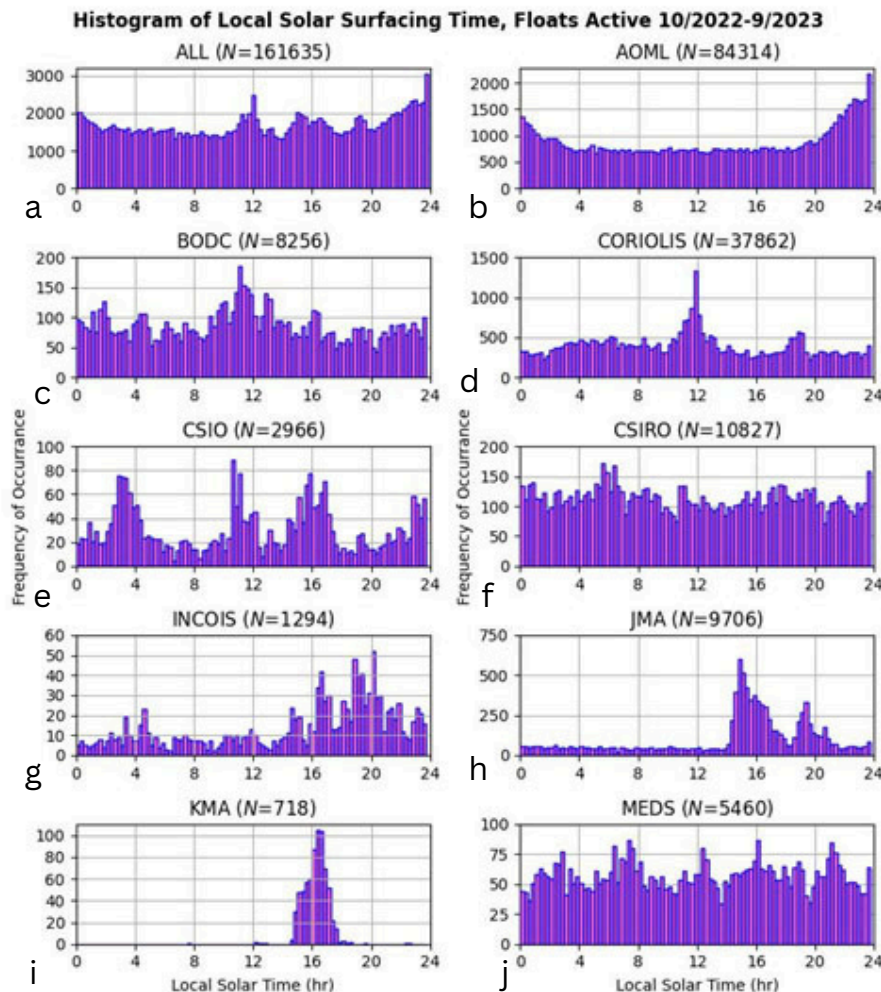 Histogram of Local Solar Surfacing Time, Floats Active 10/2022-9/2023
ALL (N=161635)
3000
2000
1000
0
0 4 8 12 16 20 24
a
AOML (N=84314)
2000
1500
1000
500
0
0 4 8 12 16 20 24
b
BODC (N=8256)
200
150
100
50
0
0 4 8 12 16 20 24
c
CORIOLIS (N=37862)
1500
1000
500
0
0 4 8 12 16 20 24
d
Frequency of Occurrance
CSIO (N=2966)
100
80
60
40
20
0
0 4 8 12 16 20 24
e
Frequency of Occurrance
CSIRO (N=10827)
200
150
100
50
0
0 4 8 12 16 20 24
f
INCOIS (N=1294)
60
50
40
30
20
10
0
0 4 8 12 16 20 24
g
JMA (N=9706)
750
500
250
0
0 4 8 12 16 20 24
h
KMA (N=718)
100
80
60
40
20
0
0 4 8 12 16 20 24
Local Solar Time (hr)
i
MEDS (N=5460)
100
75
50
25
0
0 4 8 12 16 20 24
Local Solar Time (hr)
j